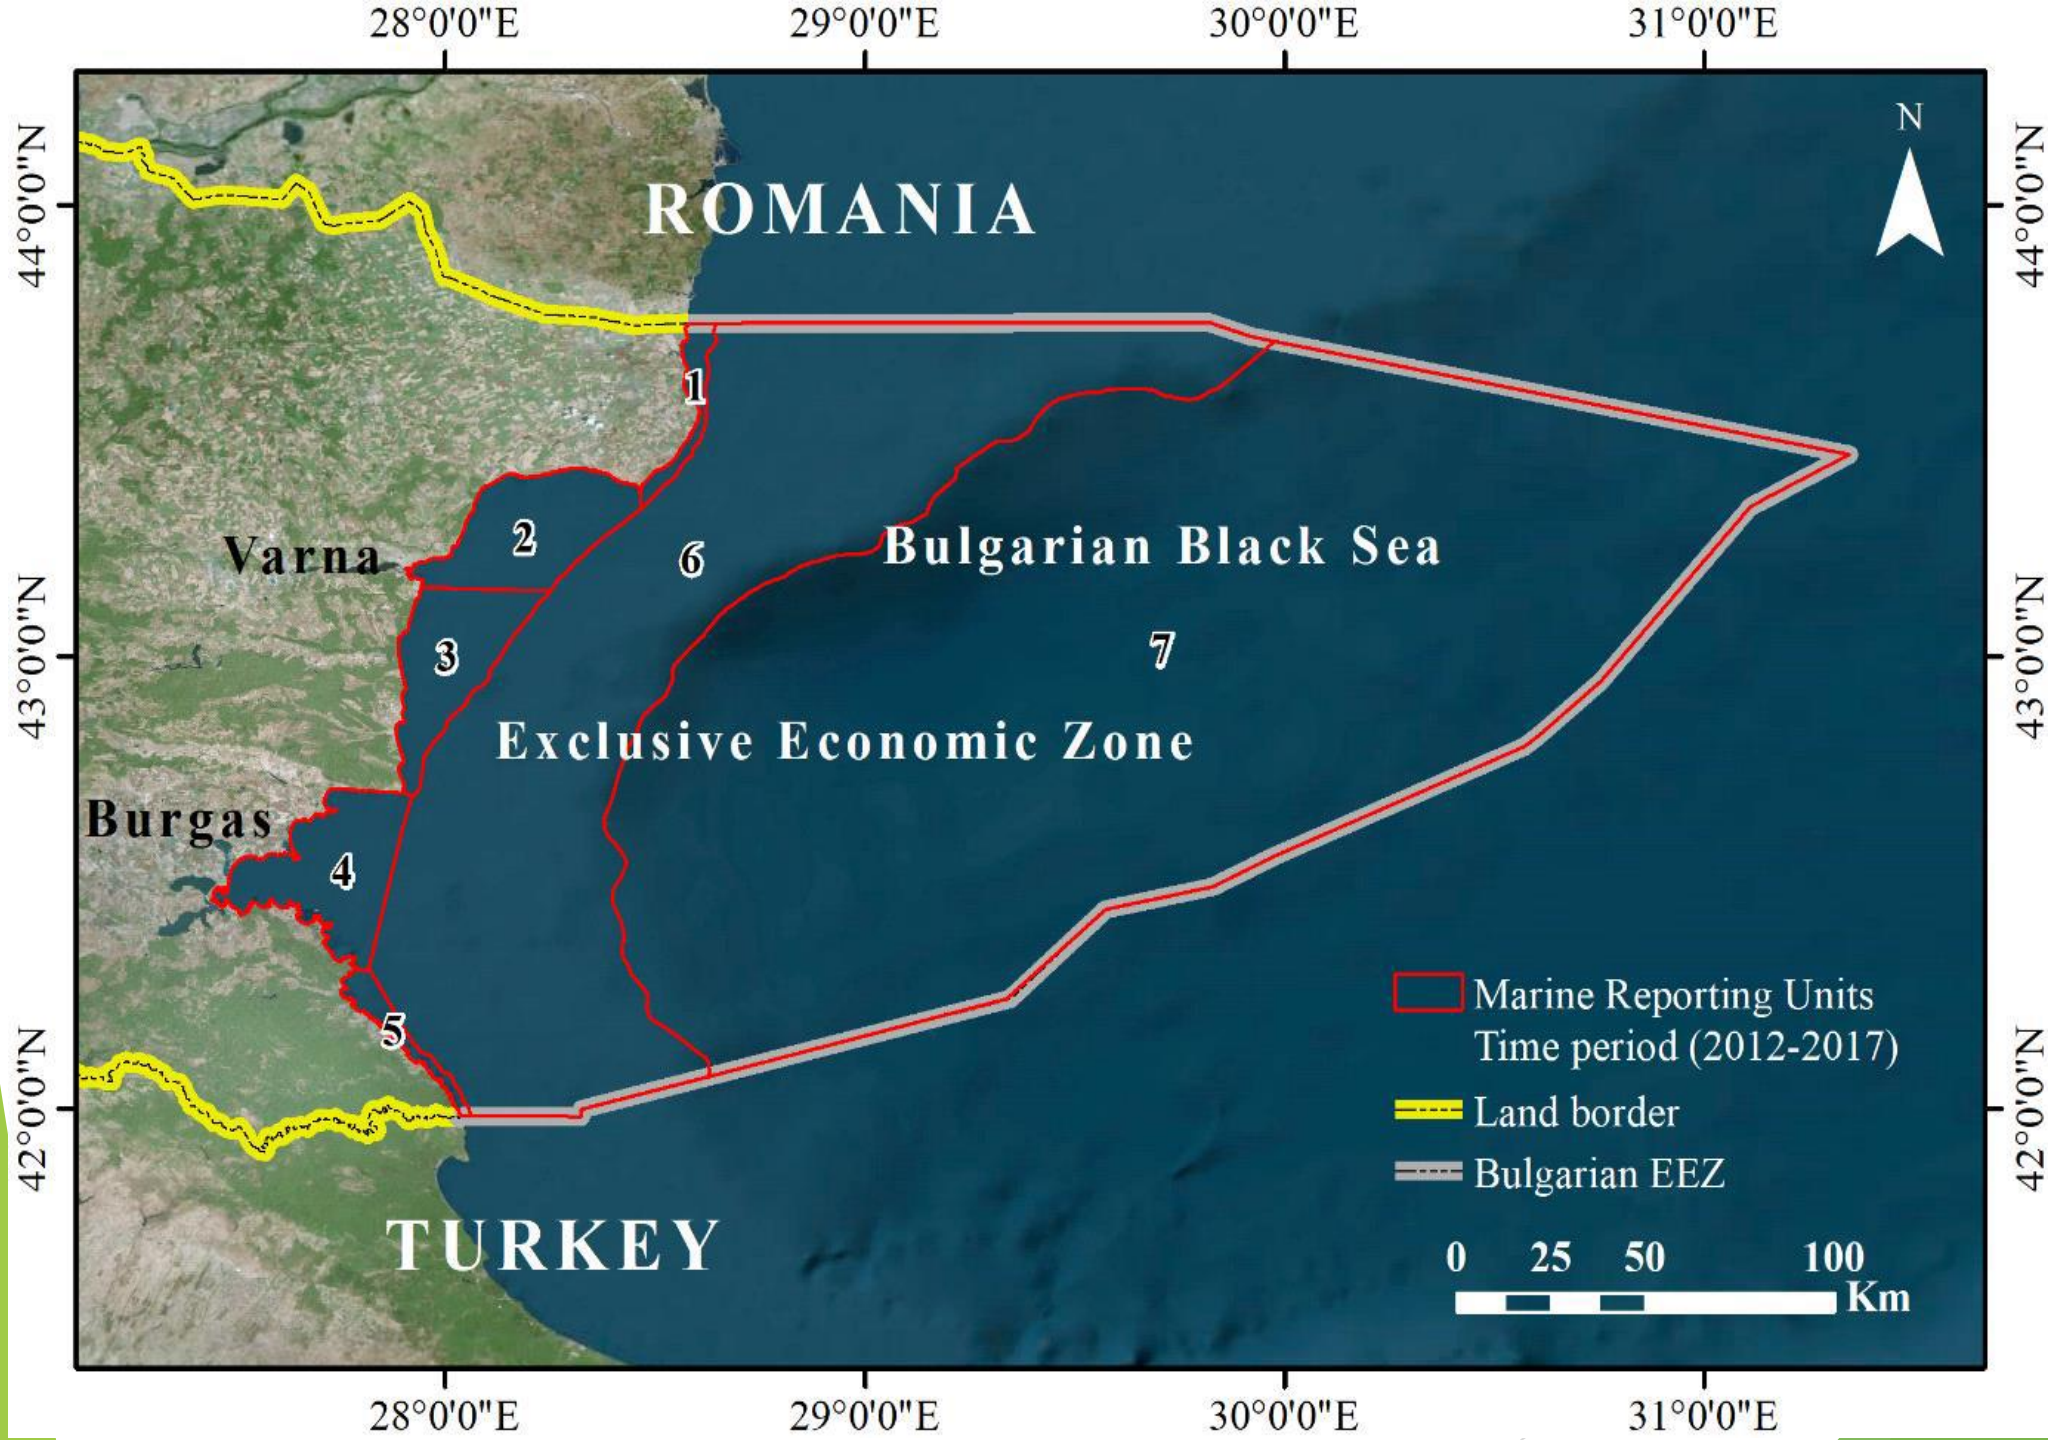 28°0'0"E 29°0'0"E 30°0'0"E 31°0'0"E
N
44°0'0"N
44°0'0"N
ROMANIA
1
2
Varna
6
Bulgarian Black Sea
43°0'0"N
43°0'0"N
3
7
Exclusive Economic Zone
Burgas
4
5
42°0'0"N
42°0'0"N
Marine Reporting Units
Time period (2012-2017)
Land border
Bulgarian EEZ
TURKEY
0 25 50 100
Km
28°0'0"E 29°0'0"E 30°0'0"E 31°0'0"E